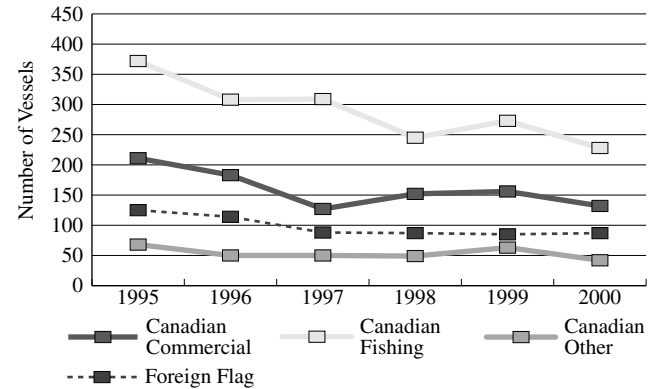 450
400
350
300
250
200
150
100
50
0
Number of Vessels
1995 1996 1997 1998 1999 2000
Canadian Commercial
Canadian Fishing
Canadian Other
Foreign Flag